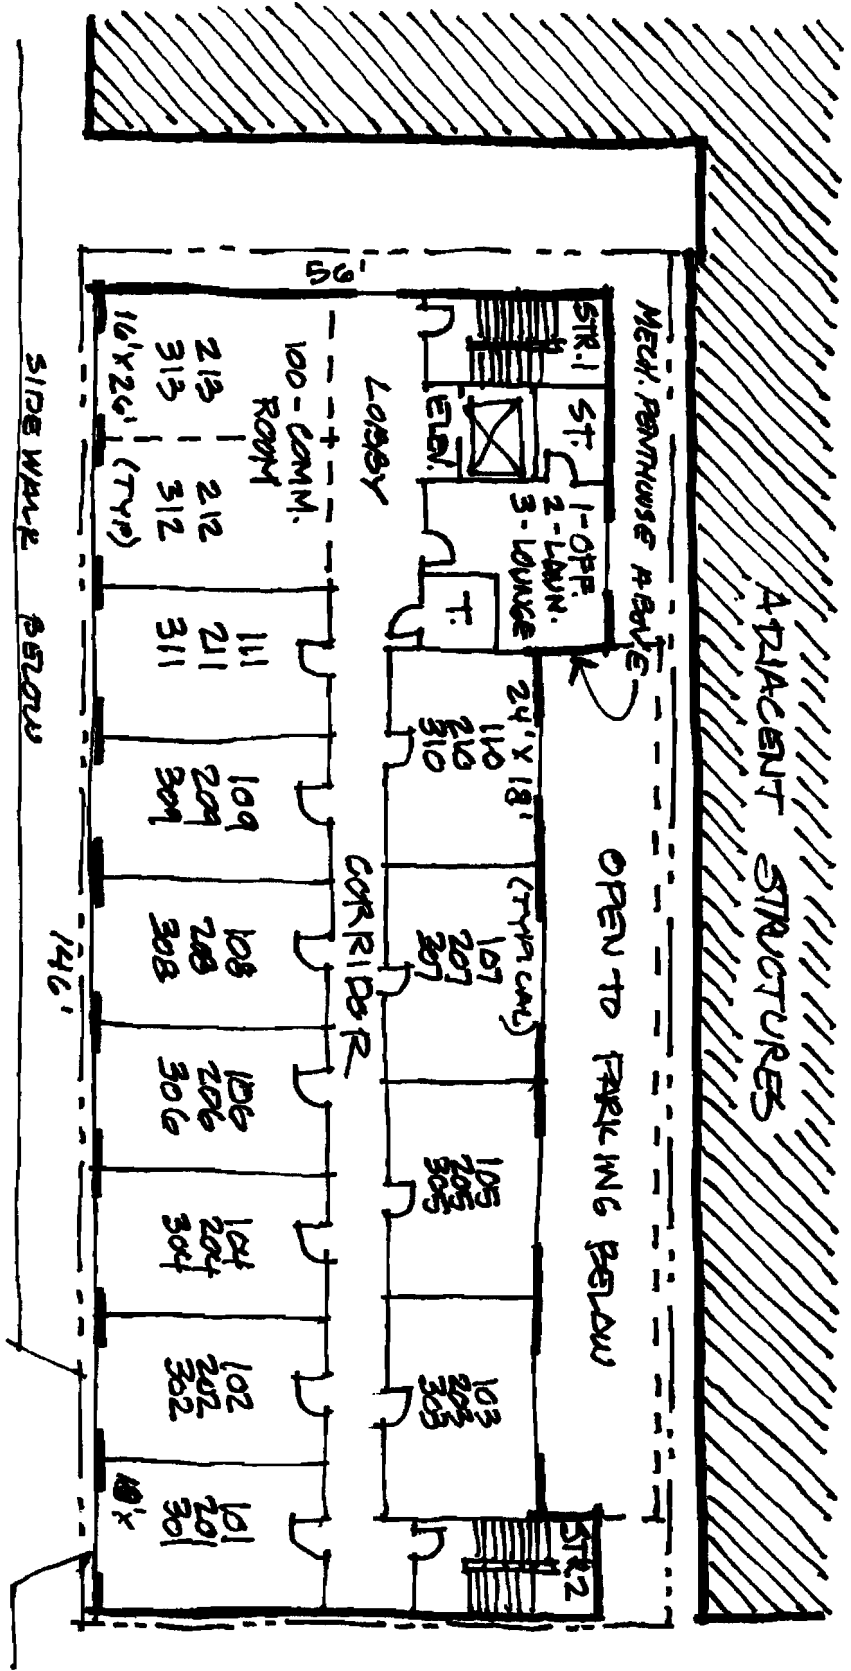 ADJACENT STRUCTURES
MECH. PENTHOUSE ABOVE
OPEN TO PARKING BELOW
56'
STR.1
ST.
ELEV.
1-OFF.
2-LAUN.
3-LOUNGE
T.
24' X 18'
(TYPICAL)
110
210
310
107
207
307
105
205
305
103
203
303
STR.2
LOBBY
CORRIDOR
100-COMM.
ROOM
213
313
16' X 26'
(TYP)
212
312
111
211
311
109
209
309
108
208
308
106
206
306
104
204
304
102
202
302
101
201
301
18' X
146'
SIDEWALK BELOW